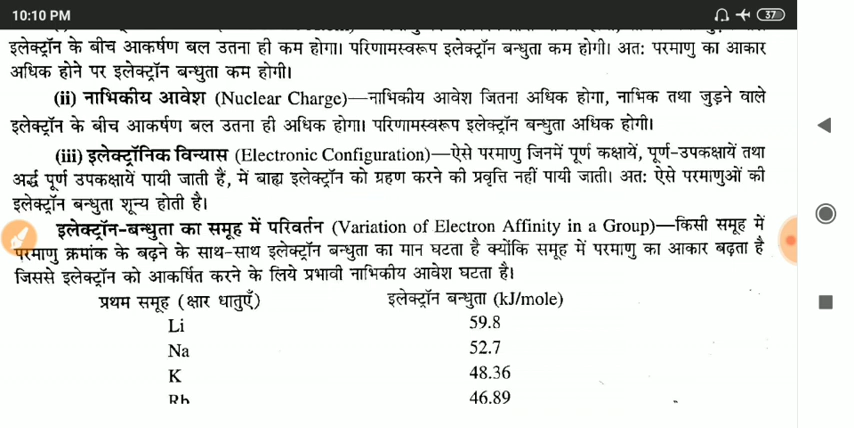 10:10 PM
37
इलेक्ट्रॉन के बीच आकर्षण बल उतना ही कम होगा। परिणामस्वरूप इलेक्ट्रॉन बन्धुता कम होगी। अतः परमाणु का आकार
अधिक होने पर इलेक्ट्रॉन बन्धुता कम होगी।
(ii) नाभिकीय आवेश (Nuclear Charge)—नाभिकीय आवेश जितना अधिक होगा, नाभिक तथा जुड़ने वाले
इलेक्ट्रॉन के बीच आकर्षण बल उतना ही अधिक होगा। परिणामस्वरूप इलेक्ट्रॉन बन्धुता अधिक होगी।
(iii) इलेक्ट्रॉनिक विन्यास (Electronic Configuration)—ऐसे परमाणु जिनमें पूर्ण कक्षायें, पूर्ण-उपकक्षायें तथा
अर्द्ध पूर्ण उपकक्षायें पायी जाती हैं, में बाह्य इलेक्ट्रॉन को ग्रहण करने की प्रवृत्ति नहीं पायी जाती। अतः ऐसे परमाणुओं की
इलेक्ट्रॉन बन्धुता शून्य होती है।
इलेक्ट्रॉन-बन्धुता का समूह में परिवर्तन (Variation of Electron Affinity in a Group)—किसी समूह में
परमाणु क्रमांक के बढ़ने के साथ-साथ इलेक्ट्रॉन बन्धुता का मान घटता है क्योंकि समूह में परमाणु का आकार बढ़ता है
जिससे इलेक्ट्रॉन को आकर्षित करने के लिये प्रभावी नाभिकीय आवेश घटता है।
प्रथम समूह (क्षार धातुएँ) इलेक्ट्रॉन बन्धुता (kJ/mole)
Li 59.8
Na 52.7
K 48.36
Rb 46.89